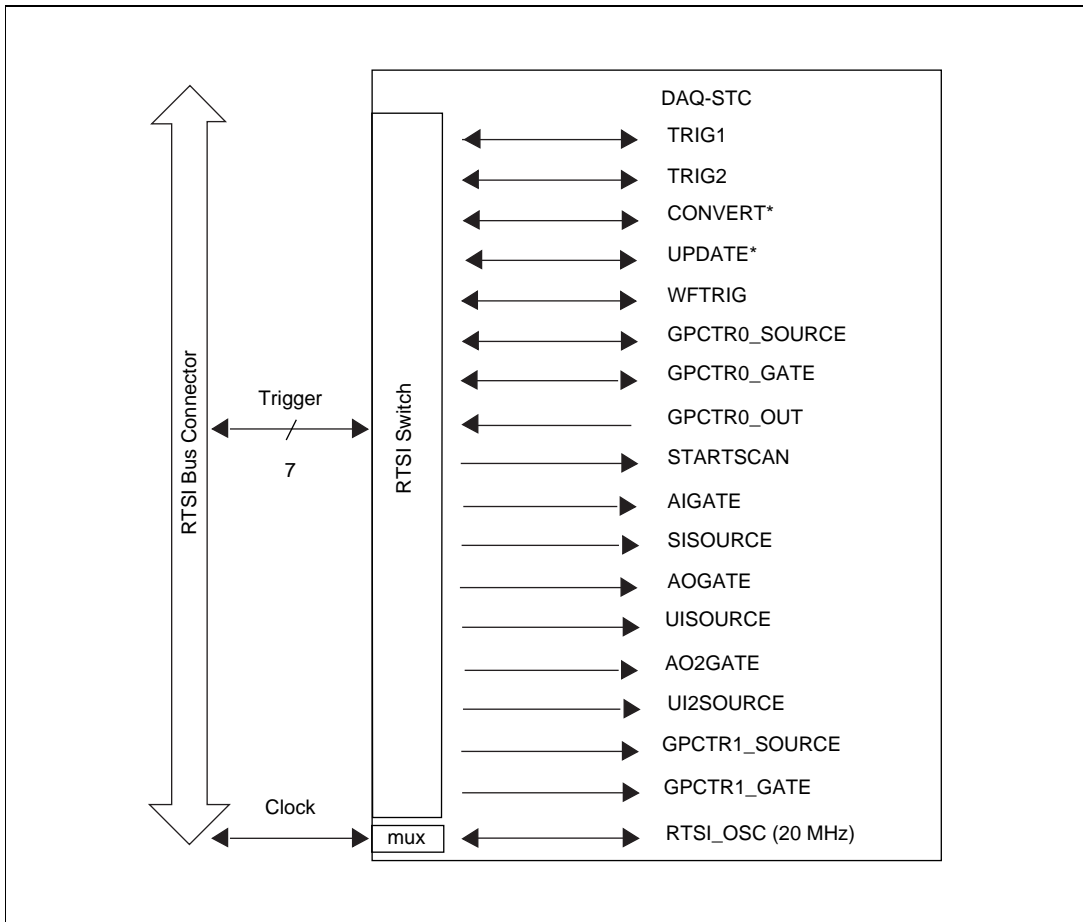 DAQ-STC
TRIG1
TRIG2
CONVERT*
UPDATE*
WFTRIG
GPCTR0_SOURCE
GPCTR0_GATE
GPCTR0_OUT
STARTSCAN
AIGATE
SISOURCE
AOGATE
UISOURCE
AO2GATE
UI2SOURCE
GPCTR1_SOURCE
GPCTR1_GATE
RTSI_OSC (20 MHz)
RTSI Bus Connector
Trigger
7
RTSI Switch
Clock
mux